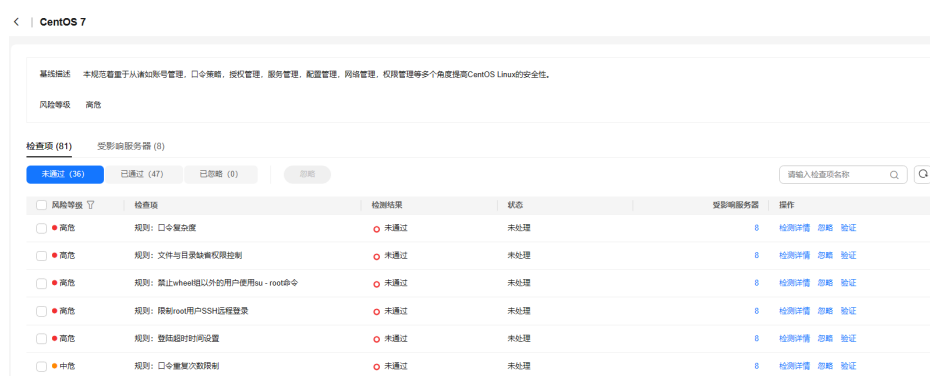 < | CentOS 7
基线描述 本规范着重于从诸如账号管理，口令策略，授权管理，服务管理，配置管理，网络管理，权限管理等多个角度提高CentOS Linux的安全性。
风险等级 高危
检查项 (81) 受影响服务器 (8)
未通过 (36) 已通过 (47) 已忽略 (0) 忽略 请输入检查项名称
风险等级 检查项 检测结果 状态 受影响服务器 操作
高危 规则：口令复杂度 未通过 未处理 8 检测详情 忽略 验证
高危 规则：文件与目录缺省权限控制 未通过 未处理 8 检测详情 忽略 验证
高危 规则：禁止wheel组以外的用户使用su - root命令 未通过 未处理 8 检测详情 忽略 验证
高危 规则：限制root用户SSH远程登录 未通过 未处理 8 检测详情 忽略 验证
高危 规则：登陆超时时间设置 未通过 未处理 8 检测详情 忽略 验证
中危 规则：口令重复次数限制 未通过 未处理 8 检测详情 忽略 验证